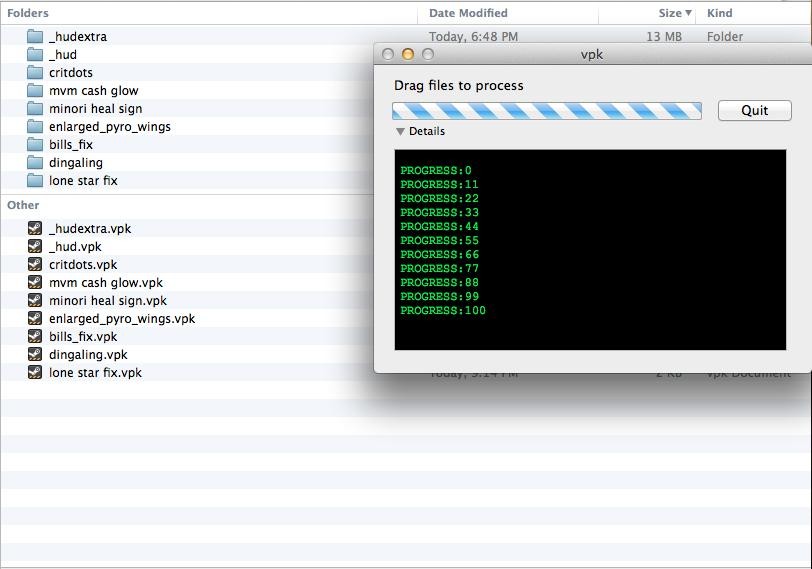 Folders Date Modified Size Kind
_hudextra Today, 6:48 PM 13 MB Folder
_hud
critdots
mvm cash glow
minori heal sign
enlarged_pyro_wings
bills_fix
dingaling
lone star fix
Other
_hudextra.vpk
_hud.vpk
critdots.vpk
mvm cash glow.vpk
minori heal sign.vpk
enlarged_pyro_wings.vpk
bills_fix.vpk
dingaling.vpk
lone star fix.vpk Today, 9:14 PM 2 KB vpk Document
vpk
Drag files to process
Quit
Details
PROGRESS:0
PROGRESS:11
PROGRESS:22
PROGRESS:33
PROGRESS:44
PROGRESS:55
PROGRESS:66
PROGRESS:77
PROGRESS:88
PROGRESS:99
PROGRESS:100